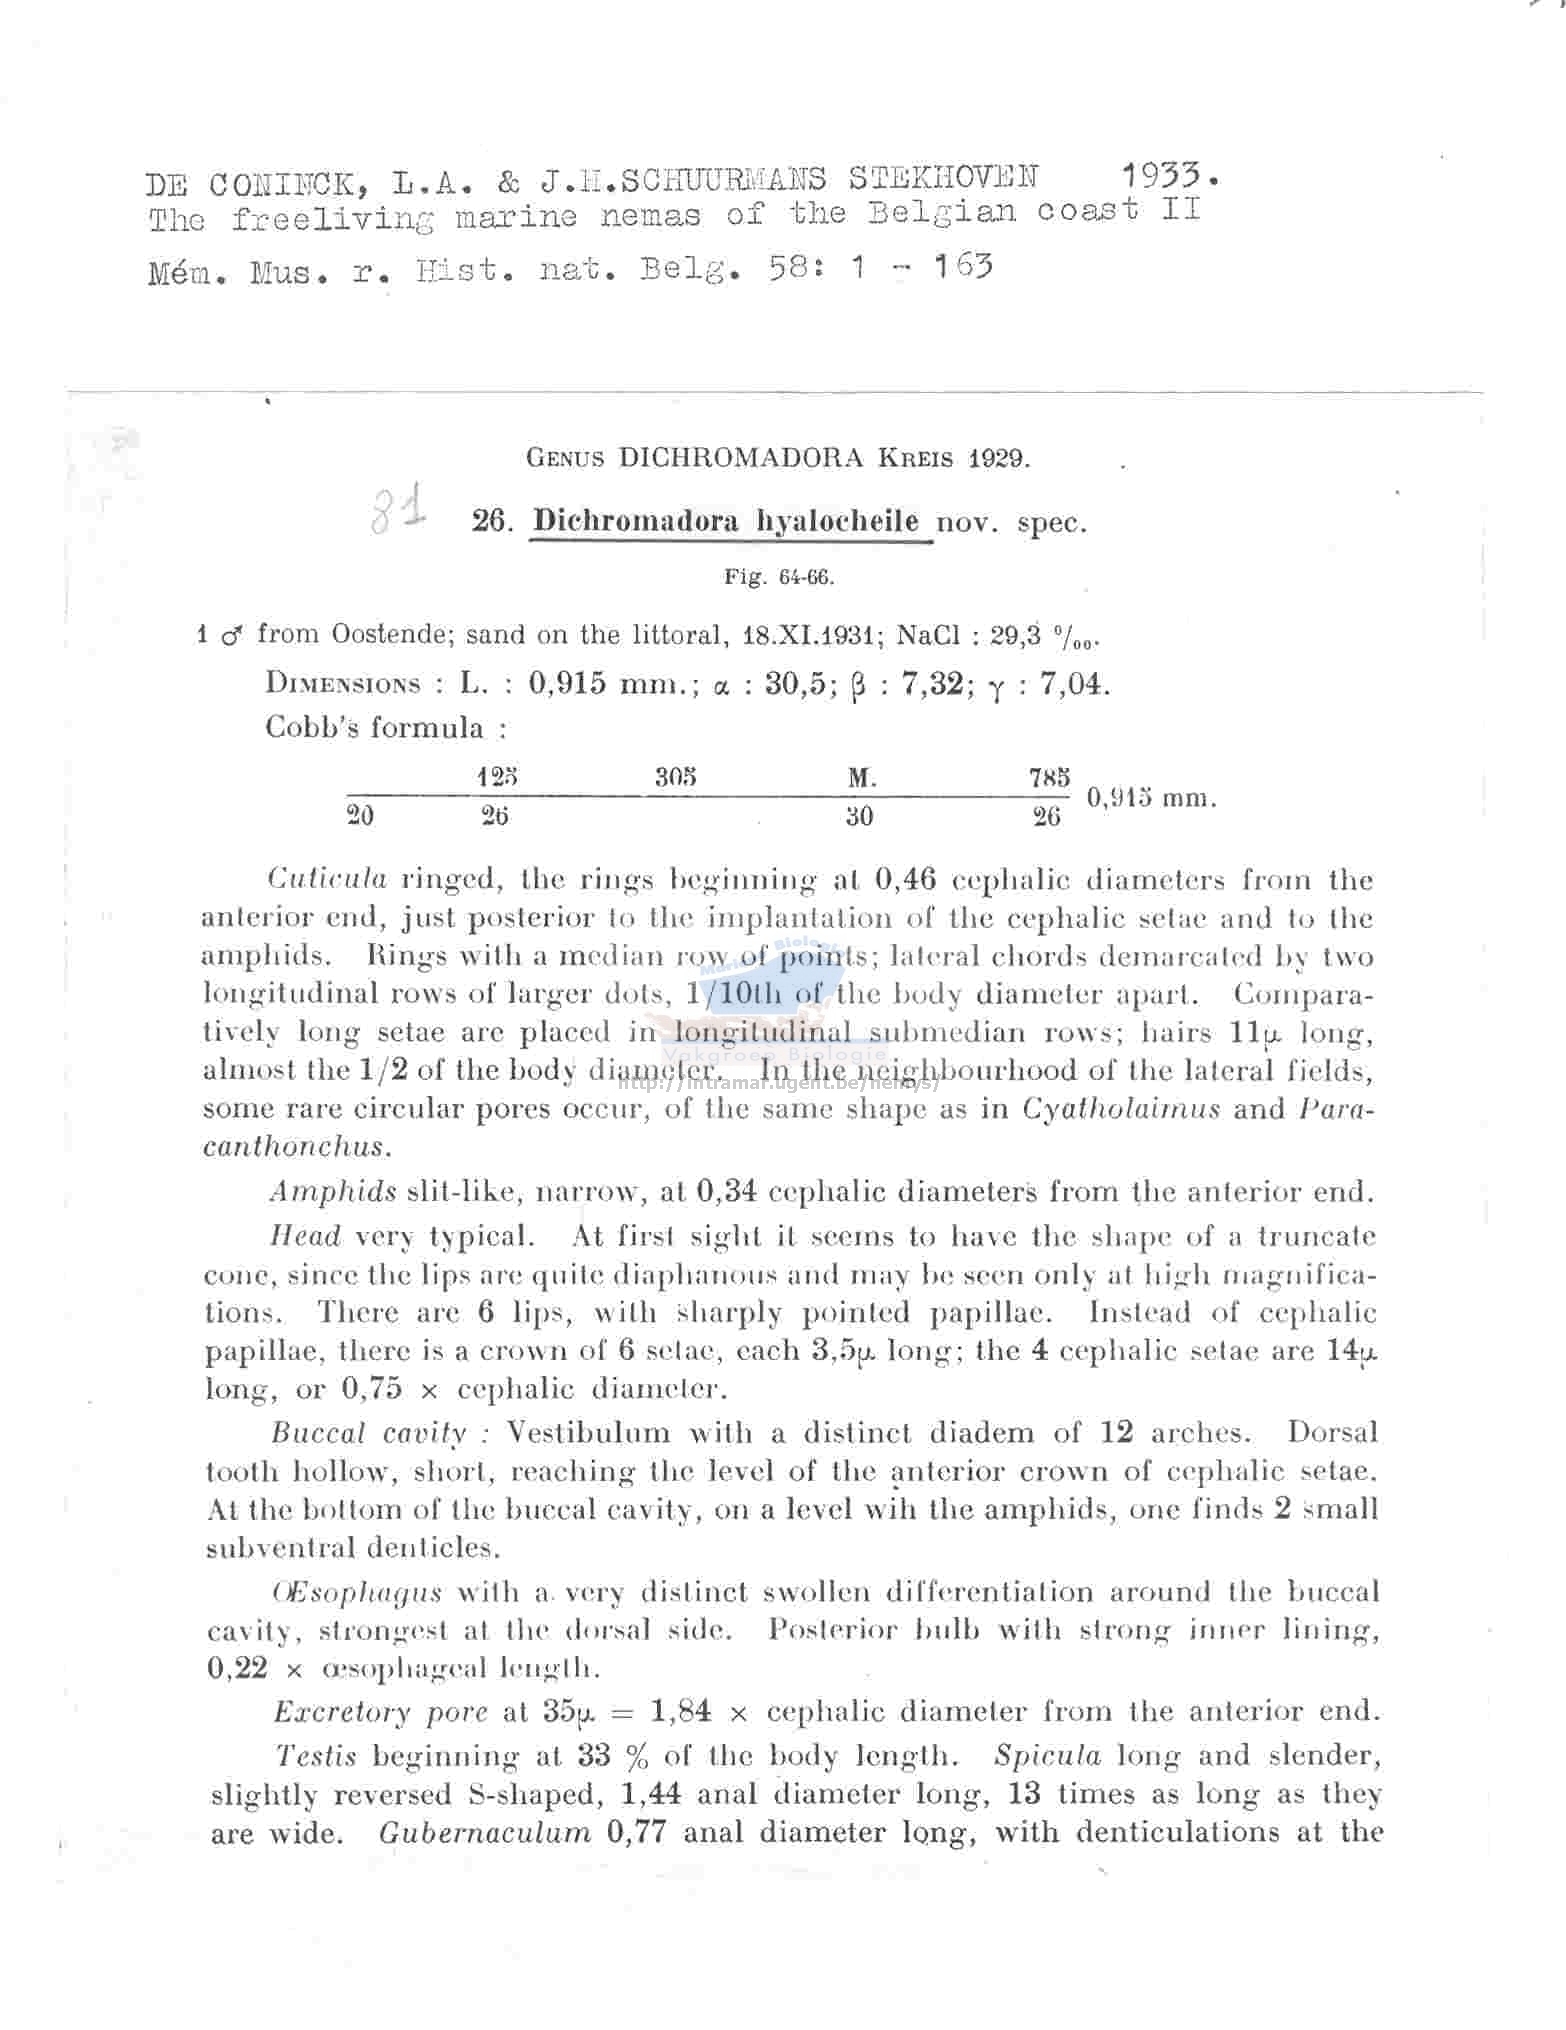 DE CONINCK, L.A. & J.H.SCHUURMANS STEKHOVEN 1933.
The freeliving marine nemas of the Belgian coast II
Mém. Mus. r. Hist. nat. Belg. 58: 1 - 163
GENUS DICHROMADORA KREIS 1929.
81
26. Dichromadora hyalocheile nov. spec.
Fig. 64-66.
1 ♂ from Oostende; sand on the littoral, 18.XI.1931; NaCl : 29,3 ⁰/₀₀.
DIMENSIONS : L. : 0,915 mm.; α : 30,5; β : 7,32; γ : 7,04.
Cobb's formula :
125 305 M. 785
0,915 mm.
20 26 30 26
Cuticula ringed, the rings beginning at 0,46 cephalic diameters from the
anterior end, just posterior to the implantation of the cephalic setae and to the
amphids. Rings with a median row of points; lateral chords demarcated by two
longitudinal rows of larger dots, 1/10th of the body diameter apart. Compara-
tively long setae are placed in longitudinal submedian rows; hairs 11μ long,
almost the 1/2 of the body diameter. In the neighbourhood of the lateral fields,
some rare circular pores occur, of the same shape as in Cyatholaimus and Para-
canthonchus.
Marine Biologie
Vakgroep Biologie
http://intramar.ugent.be/nemys/
Amphids slit-like, narrow, at 0,34 cephalic diameters from the anterior end.
Head very typical. At first sight it seems to have the shape of a truncate
cone, since the lips are quite diaphanous and may be seen only at high magnifica-
tions. There are 6 lips, with sharply pointed papillae. Instead of cephalic
papillae, there is a crown of 6 setae, each 3,5μ long; the 4 cephalic setae are 14μ
long, or 0,75 × cephalic diameter.
Buccal cavity : Vestibulum with a distinct diadem of 12 arches. Dorsal
tooth hollow, short, reaching the level of the anterior crown of cephalic setae.
At the bottom of the buccal cavity, on a level wih the amphids, one finds 2 small
subventral denticles.
Œsophagus with a very distinct swollen differentiation around the buccal
cavity, strongest at the dorsal side. Posterior bulb with strong inner lining,
0,22 × œsophageal length.
Excretory pore at 35μ = 1,84 × cephalic diameter from the anterior end.
Testis beginning at 33 % of the body length. Spicula long and slender,
slightly reversed S-shaped, 1,44 anal diameter long, 13 times as long as they
are wide. Gubernaculum 0,77 anal diameter long, with denticulations at the